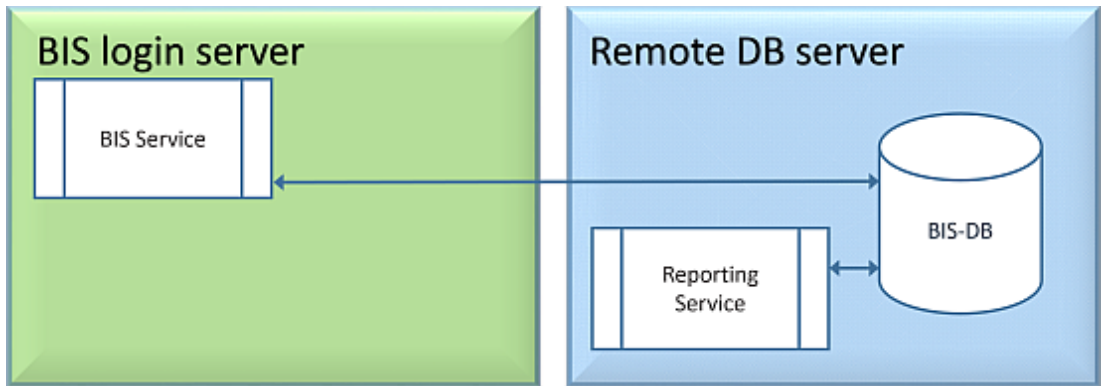 BIS login server
BIS Service
Remote DB server
BIS-DB
Reporting
Service